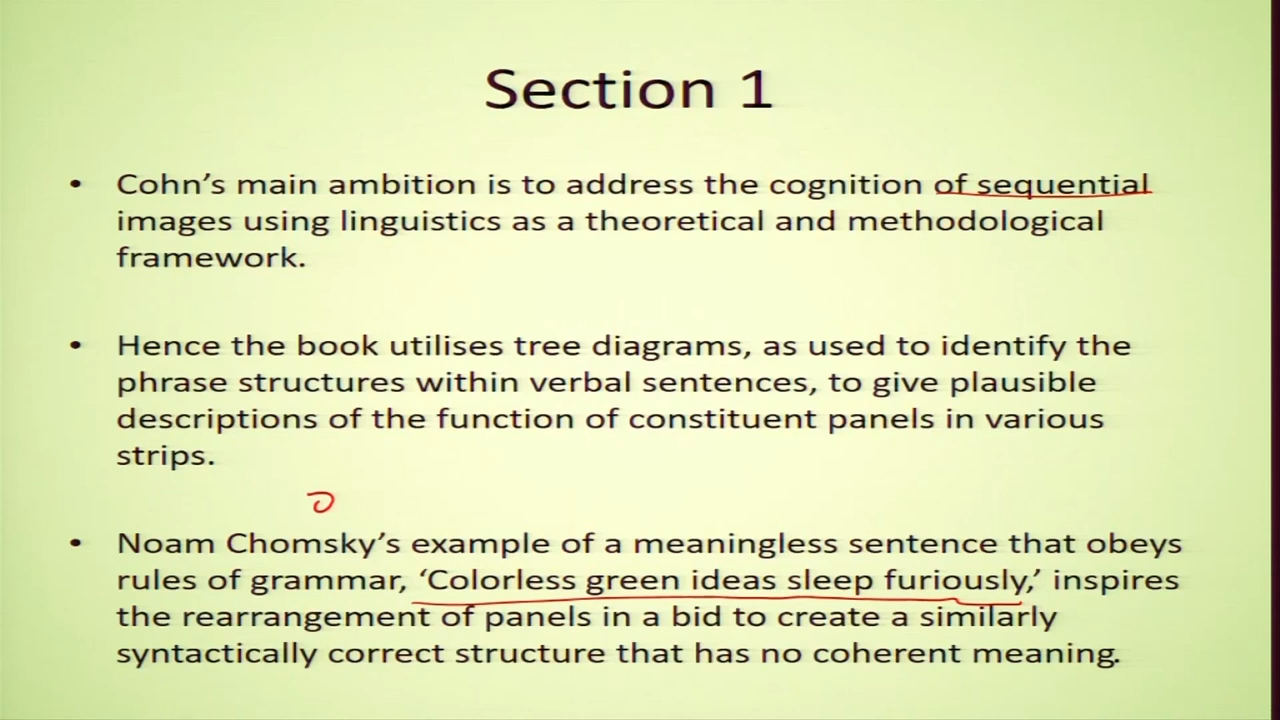 Section 1
• Cohn’s main ambition is to address the cognition of sequential
images using linguistics as a theoretical and methodological
framework.
• Hence the book utilises tree diagrams, as used to identify the
phrase structures within verbal sentences, to give plausible
descriptions of the function of constituent panels in various
strips.
• Noam Chomsky’s example of a meaningless sentence that obeys
rules of grammar, ‘Colorless green ideas sleep furiously,’ inspires
the rearrangement of panels in a bid to create a similarly
syntactically correct structure that has no coherent meaning.